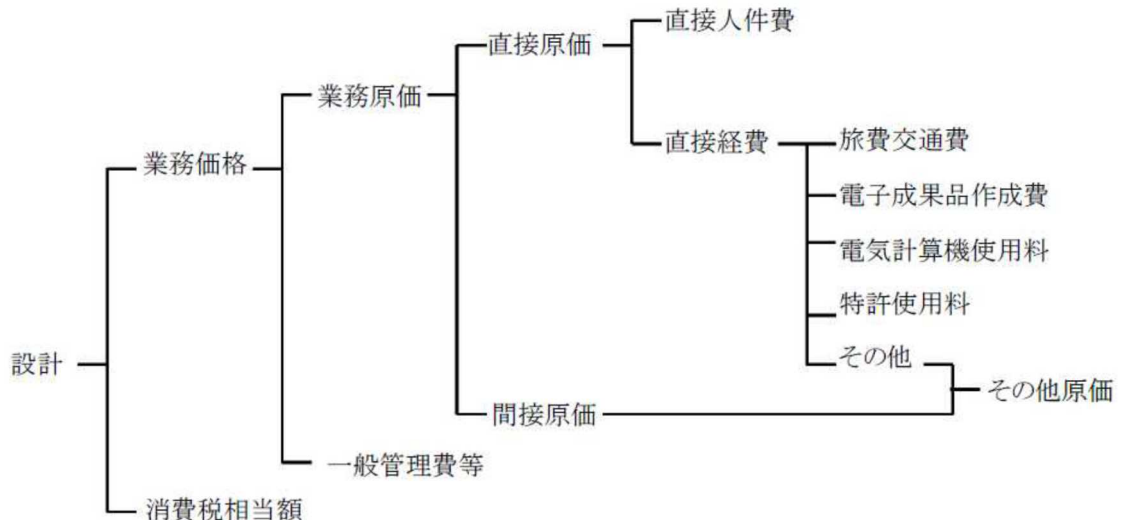 直接人件費
直接原価
業務原価
直接経費
旅費交通費
業務価格
電子成果品作成費
電気計算機使用料
特許使用料
設計
その他
その他原価
間接原価
一般管理費等
消費税相当額